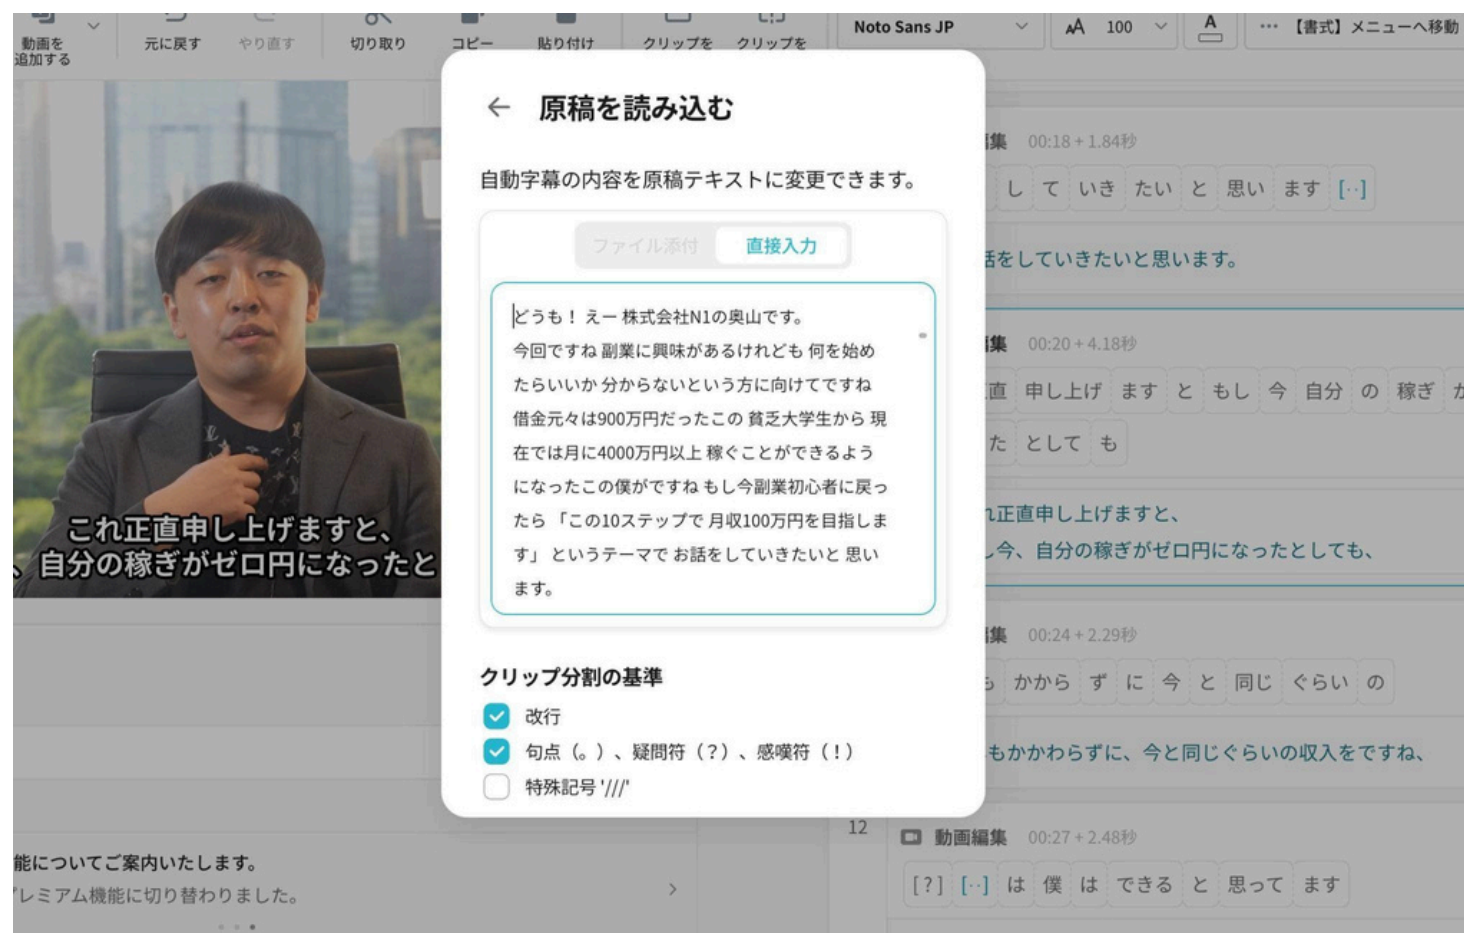 動画を
追加する
元に戻す
やり直す
切り取り
コピー
貼り付け
クリップを
クリップを
Noto Sans JP
100
A
【書式】メニューへ移動
原稿を読み込む
自動字幕の内容を原稿テキストに変更できます。
ファイル添付
直接入力
どうも！ えー 株式会社N1の奥山です。
今回ですね 副業に興味があるけれども 何を始め
たらいいか 分からないという方に向けてですね
借金元々は900万円だったこの 貧乏大学生から 現
在では月に4000万円以上 稼ぐことができるよう
になったこの僕がですね もし今副業初心者に戻っ
たら 「この10ステップで 月収100万円を目指しま
す」 というテーマで お話をしていきたいと 思い
ます。
クリップ分割の基準
改行
句点（。）、疑問符（？）、感嘆符（！）
特殊記号 '///'
これ正直申し上げますと、
、自分の稼ぎがゼロ円になったと
能についてご案内いたします。
プレミアム機能に切り替わりました。
集 00:18 + 1.84秒
し て いき たい と 思い ます [··]
話をしていきたいと思います。
集 00:20 + 4.18秒
直 申し上げ ます と もし 今 自分 の 稼ぎ が
た として も
れ正直申し上げますと、
し今、自分の稼ぎがゼロ円になったとしても、
集 00:24 + 2.29秒
も かから ず に 今 と 同じ ぐらい の
もかかわらずに、今と同じぐらいの収入をですね、
12
動画編集 00:27 + 2.48秒
[?] [··] は 僕 は できる と 思って ます